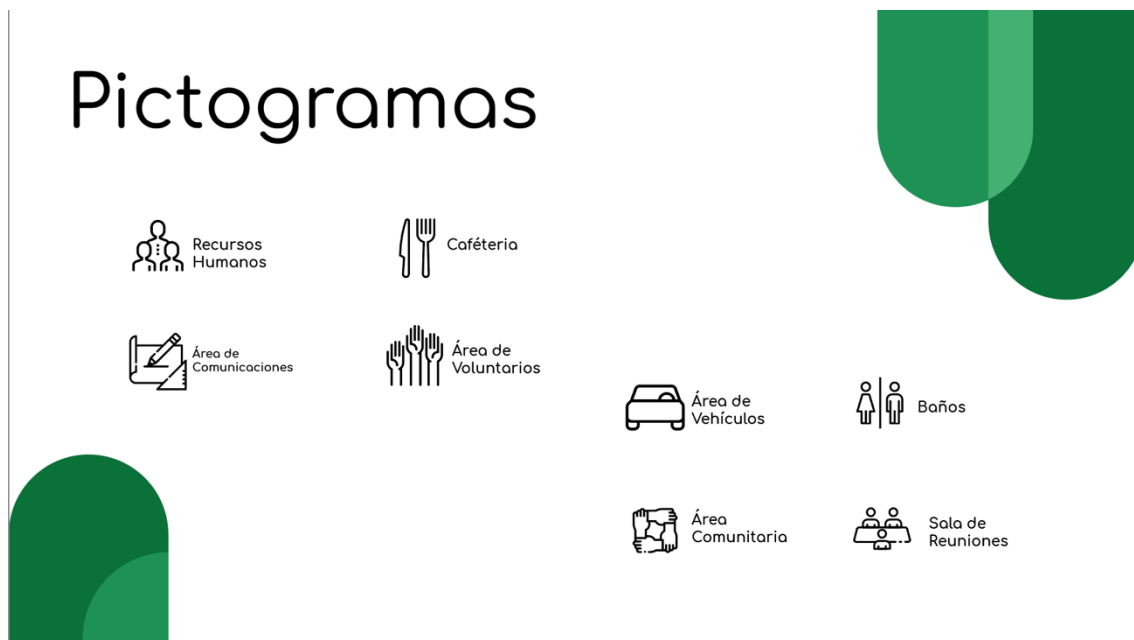 Pictogramas
Recursos
Humanos
Caféteria
Área de
Comunicaciones
Área de
Voluntarios
Área de
Vehículos
Baños
Área
Comunitaria
Sala de
Reuniones